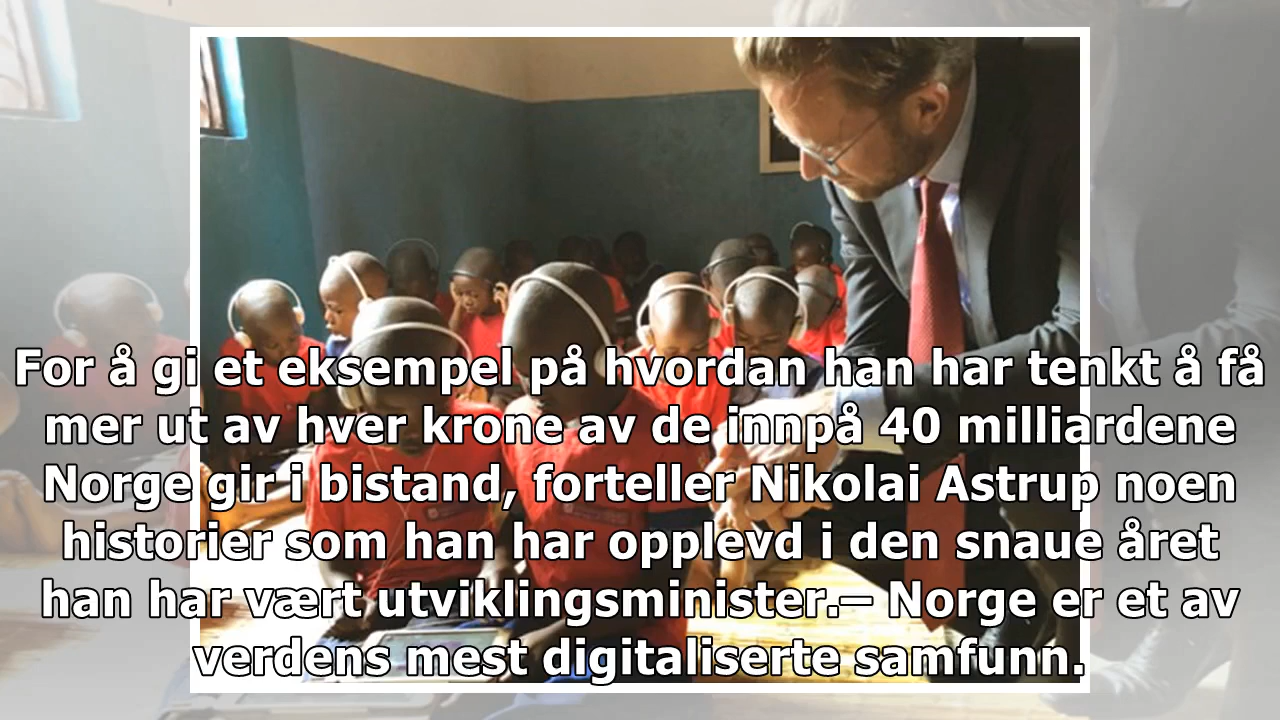 For å gi et eksempel på hvordan han har tenkt å få
mer ut av hver krone av de innpå 40 milliardene
Norge gir i bistand, forteller Nikolai Astrup noen
historier som han har opplevd i den snaue året
han har vært utviklingsminister.– Norge er et av
verdens mest digitaliserte samfunn.